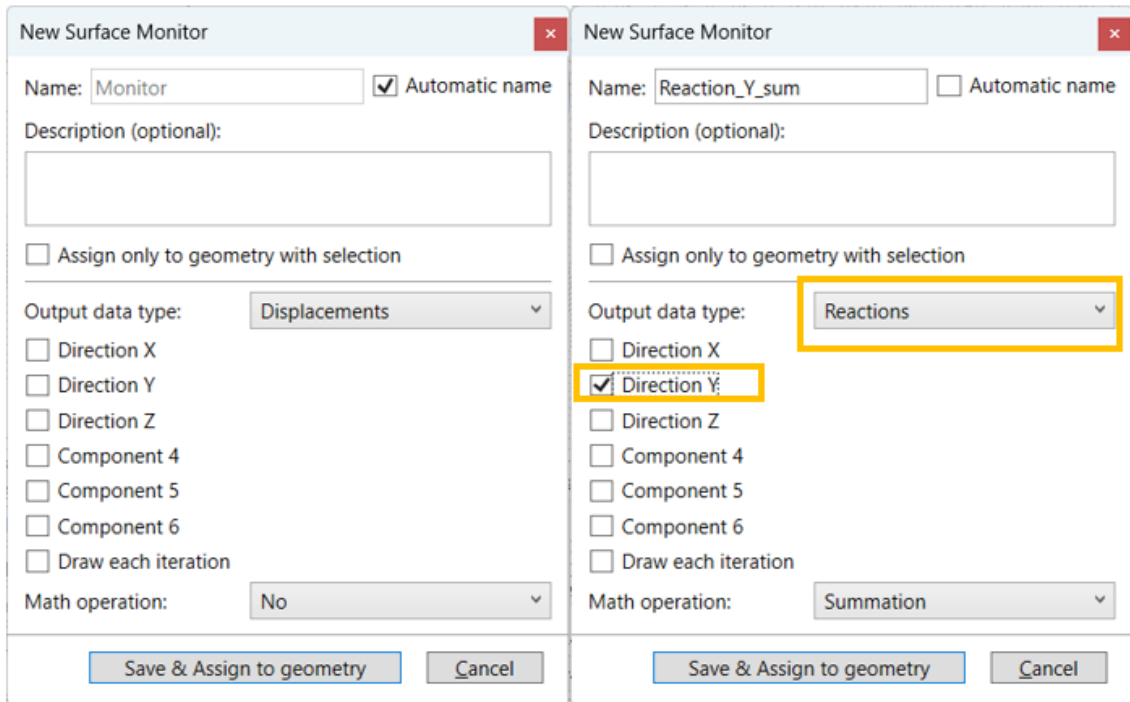 New Surface Monitor
Name: Monitor Automatic name
Description (optional):
Assign only to geometry with selection
Output data type: Displacements
Direction X
Direction Y
Direction Z
Component 4
Component 5
Component 6
Draw each iteration
Math operation: No
Save & Assign to geometry Cancel
New Surface Monitor
Name: Reaction_Y_sum Automatic name
Description (optional):
Assign only to geometry with selection
Output data type: Reactions
Direction X
Direction Y
Direction Z
Component 4
Component 5
Component 6
Draw each iteration
Math operation: Summation
Save & Assign to geometry Cancel